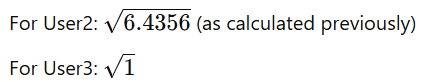 For User2: √6.4356 (as calculated previously)
For User3: √1